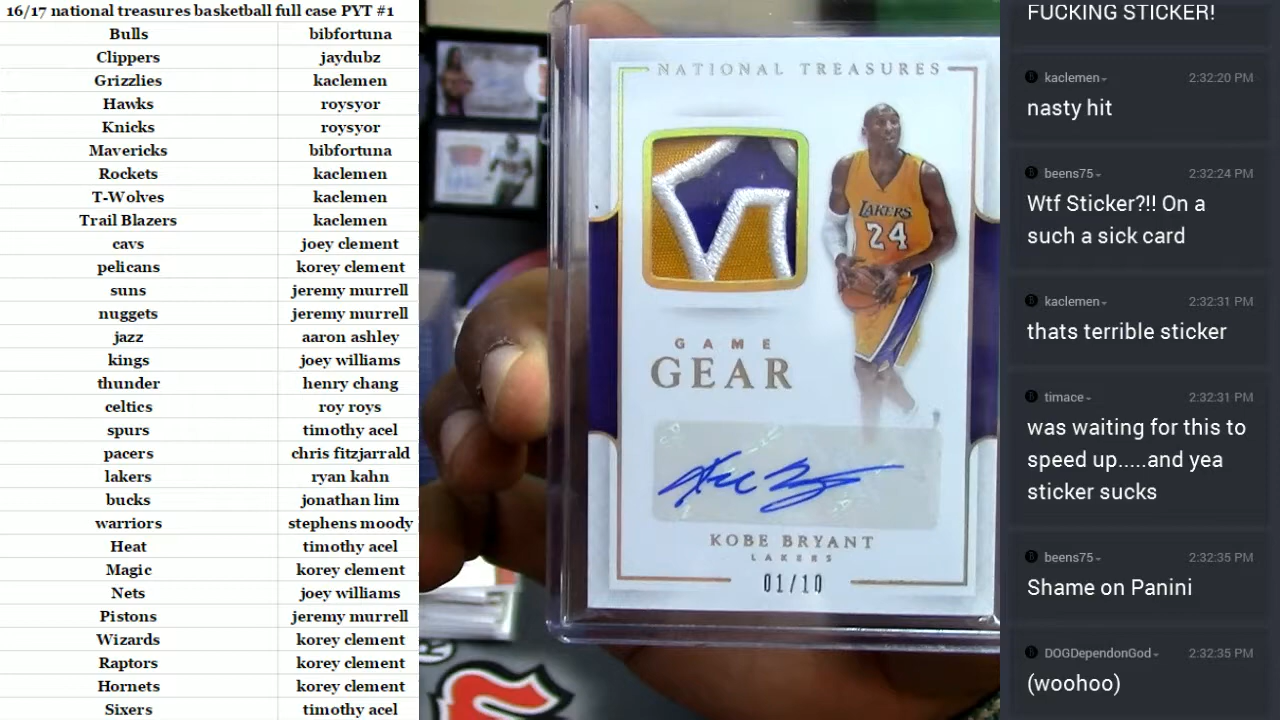 16/17 national treasures basketball full case PYT #1
Bulls bibfortuna
Clippers jaydubz
Grizzlies kaclemen
Hawks roysyor
Knicks roysyor
Mavericks bibfortuna
Rockets kaclemen
T-Wolves kaclemen
Trail Blazers kaclemen
cavs joey clement
pelicans korey clement
suns jeremy murrell
nuggets jeremy murrell
jazz aaron ashley
kings joey williams
thunder henry chang
celtics roy roys
spurs timothy acel
pacers chris fitzjarrald
lakers ryan kahn
bucks jonathan lim
warriors stephens moody
Heat timothy acel
Magic korey clement
Nets joey williams
Pistons jeremy murrell
Wizards korey clement
Raptors korey clement
Hornets korey clement
Sixers timothy acel
NATIONAL TREASURES
LAKERS
24
GAME
GEAR
KOBE BRYANT
LAKERS
01/10
FUCKING STICKER!
kaclemen 2:32:20 PM
nasty hit
beens75 2:32:24 PM
Wtf Sticker?!! On a
such a sick card
kaclemen 2:32:31 PM
thats terrible sticker
timace 2:32:31 PM
was waiting for this to
speed up.....and yea
sticker sucks
beens75 2:32:35 PM
Shame on Panini
DOGDependonGod 2:32:35 PM
(woohoo)